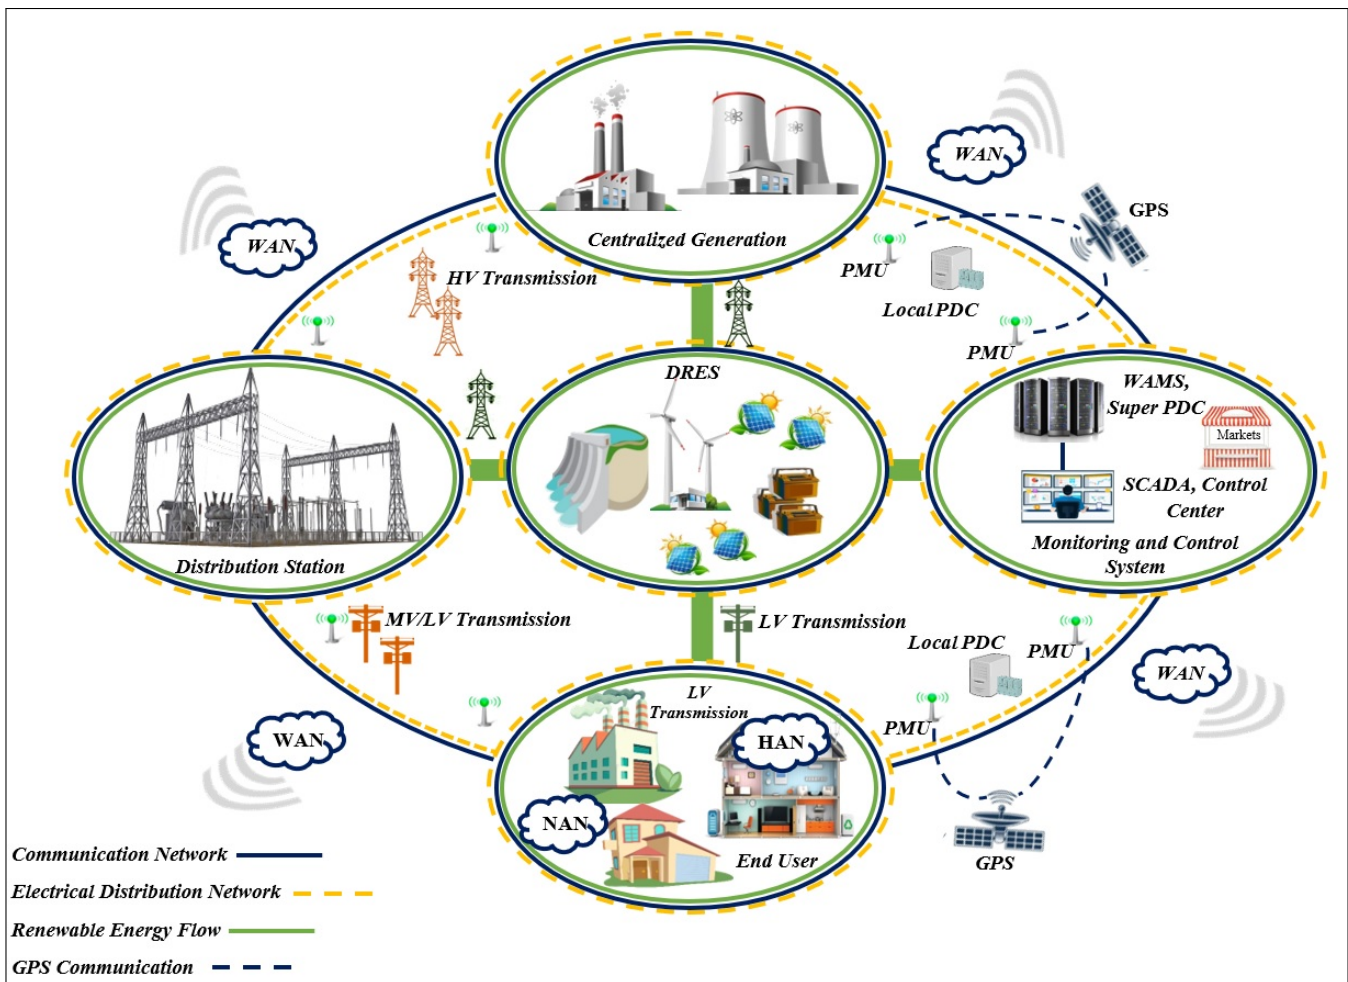 WAN
GPS
WAN
Centralized Generation
PMU
HV Transmission
Local PDC
PMU
DRES
WAMS,
Super PDC
Markets
SCADA, Control
Center
Monitoring and Control
System
Distribution Station
MV/LV Transmission
LV Transmission
Local PDC
PMU
WAN
LV
Transmission
PMU
HAN
WAN
NAN
End User
GPS
Communication Network
Electrical Distribution Network
Renewable Energy Flow
GPS Communication